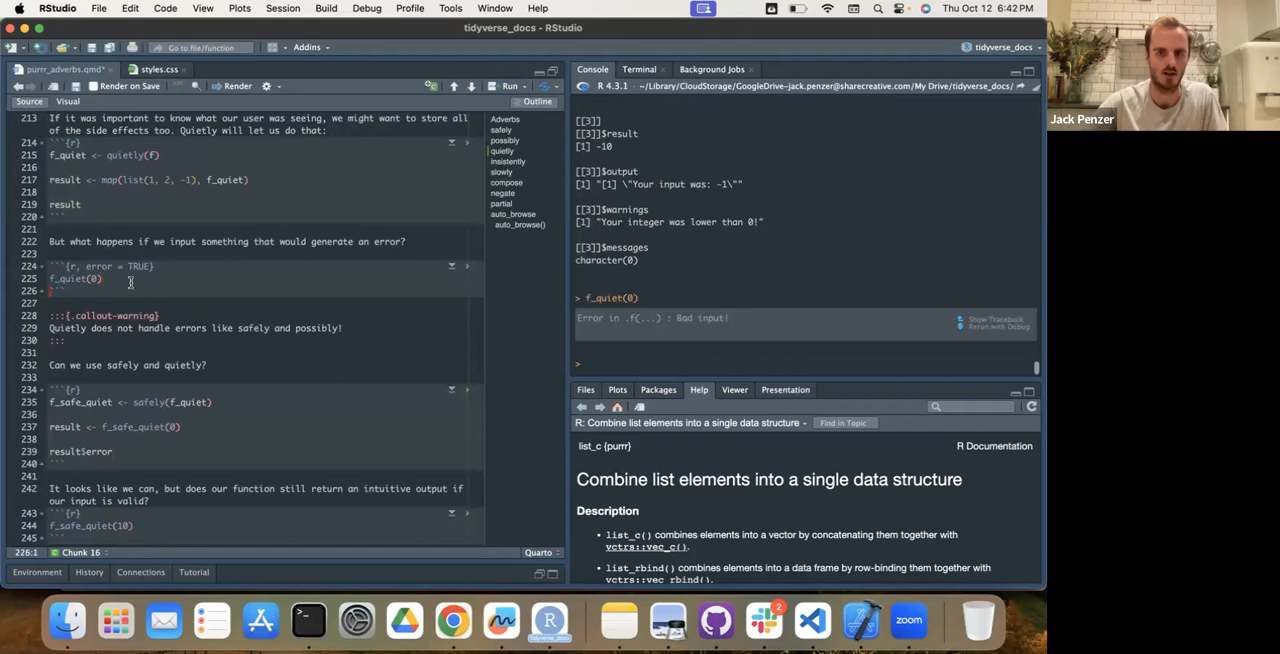 RStudio File Edit Code View Plots Session Build Debug Profile Tools Window Help Thu Oct 12 6:42 PM
tidyverse_docs - RStudio
Go to file/function Addins tidyverse_docs
purrr_adverbs.qmd* styles.css
Render on Save Render Run
Source Visual Outline
213 If it was important to know what our user was seeing, we might want to store all
of the side effects too. Quietly will let us do that:
214 ```{r}
215 f_quiet <- quietly(f)
216
217 result <- map(list(1, 2, -1), f_quiet)
218
219 result
220 ```
221
222 But what happens if we input something that would generate an error?
223
224 ```{r, error = TRUE}
225 f_quiet(0)
226 ```
227
228 :::{.callout-warning}
229 Quietly does not handle errors like safely and possibly!
230 :::
231
232 Can we use safely and quietly?
233
234 ```{r}
235 f_safe_quiet <- safely(f_quiet)
236
237 result <- f_safe_quiet(0)
238
239 result$error
240 ```
241
242 It looks like we can, but does our function still return an intuitive output if
our input is valid?
243 ```{r}
244 f_safe_quiet(10)
245 ```
226:1 Chunk 16 Quarto
Environment History Connections Tutorial
Adverbs
safely
possibly
quietly
insistently
slowly
compose
negate
partial
auto_browse
auto_browse()
Console Terminal Background Jobs
R 4.3.1 · ~/Library/CloudStorage/GoogleDrive-jack.penzer@sharecreative.com/My Drive/tidyverse_docs/
[[3]]
[[3]]$result
[1] -10
[[3]]$output
[1] "[1] \"Your input was: -1\""
[[3]]$warnings
[1] "Your integer was lower than 0!"
[[3]]$messages
character(0)
> f_quiet(0)
Error in .f(...) : Bad input!
Show Traceback
Rerun with Debug
>
Files Plots Packages Help Viewer Presentation
R: Combine list elements into a single data structure Find in Topic
list_c {purrr} R Documentation
Combine list elements into a single data structure
Description
• list_c() combines elements into a vector by concatenating them together with
vctrs::vec_c().
• list_rbind() combines elements into a data frame by row-binding them together with
vctrs::vec_rbind().
Jack Penzer
R
tidyverse_docs
2
zoom